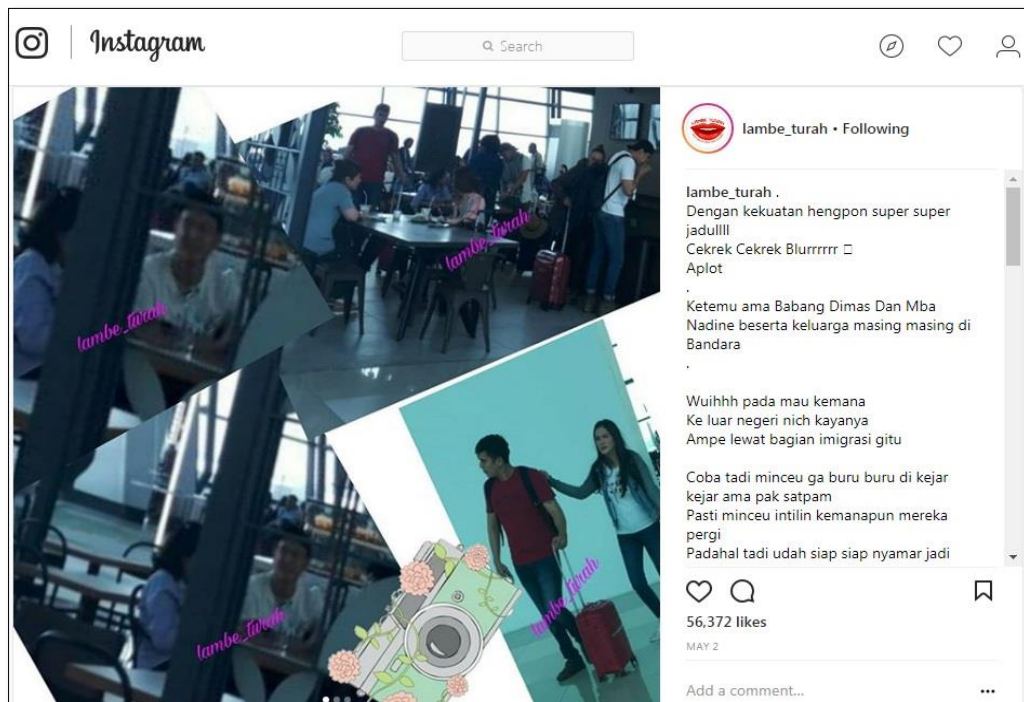 Instagram
Search
lambe_turah • Following
lambe_turah .
Dengan kekuatan hengpon super super
jadullll
Cekrek Cekrek Blurrrrrr □
Aplot
.
Ketemu ama Babang Dimas Dan Mba
Nadine beserta keluarga masing masing di
Bandara
.
Wuihhh pada mau kemana
Ke luar negeri nich kayanya
Ampe lewat bagian imigrasi gitu
Coba tadi minceu ga buru buru di kejar
kejar ama pak satpam
Pasti minceu intilin kemanapun mereka
pergi
Padahal tadi udah siap siap nyamar jadi
56,372 likes
MAY 2
Add a comment...
lambe_turah
lambe_turah
lambe_turah
lambe_turah